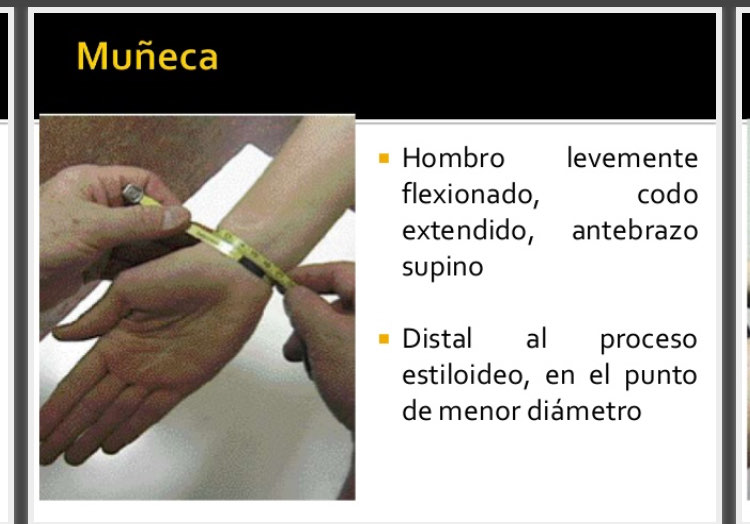 Muñeca
Hombro levemente
flexionado, codo
extendido, antebrazo
supino
Distal al proceso
estiloideo, en el punto
de menor diámetro